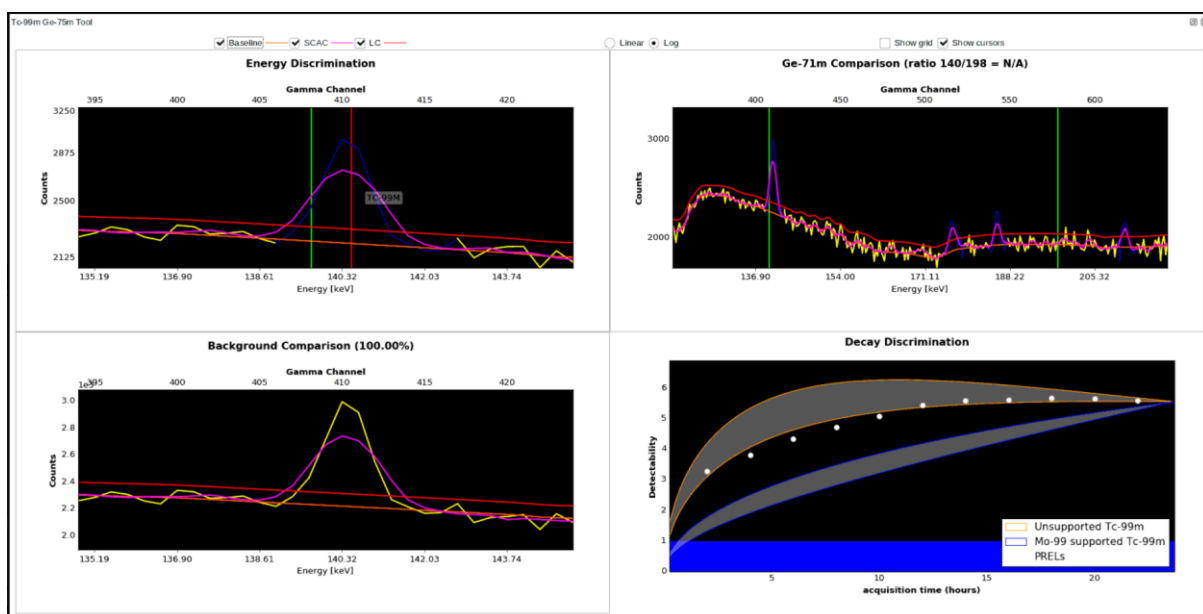 Tc-99m Ge-75m Tool
Baseline SCAC LC Linear Log Show grid Show cursors
Energy Discrimination
Gamma Channel
395 400 405 410 415 420
3250
2875
2500
2125
Counts
TC-99M
135.19 136.90 138.61 140.32 142.03 143.74
Energy [keV]
Ge-71m Comparison (ratio 140/198 = N/A)
Gamma Channel
400 450 500 550 600
3000
2000
Counts
136.90 154.00 171.11 188.22 205.32
Energy [keV]
Background Comparison (100.00%)
Gamma Channel
395 400 405 410 415 420
3.0
2.8
2.6
2.4
2.2
2.0
Counts
135.19 136.90 138.61 140.32 142.03 143.74
Energy [keV]
Decay Discrimination
6
5
4
3
2
1
0
Detectability
Unsupported Tc-99m
Mo-99 supported Tc-99m
PRELs
5 10 15 20
acquisition time (hours)